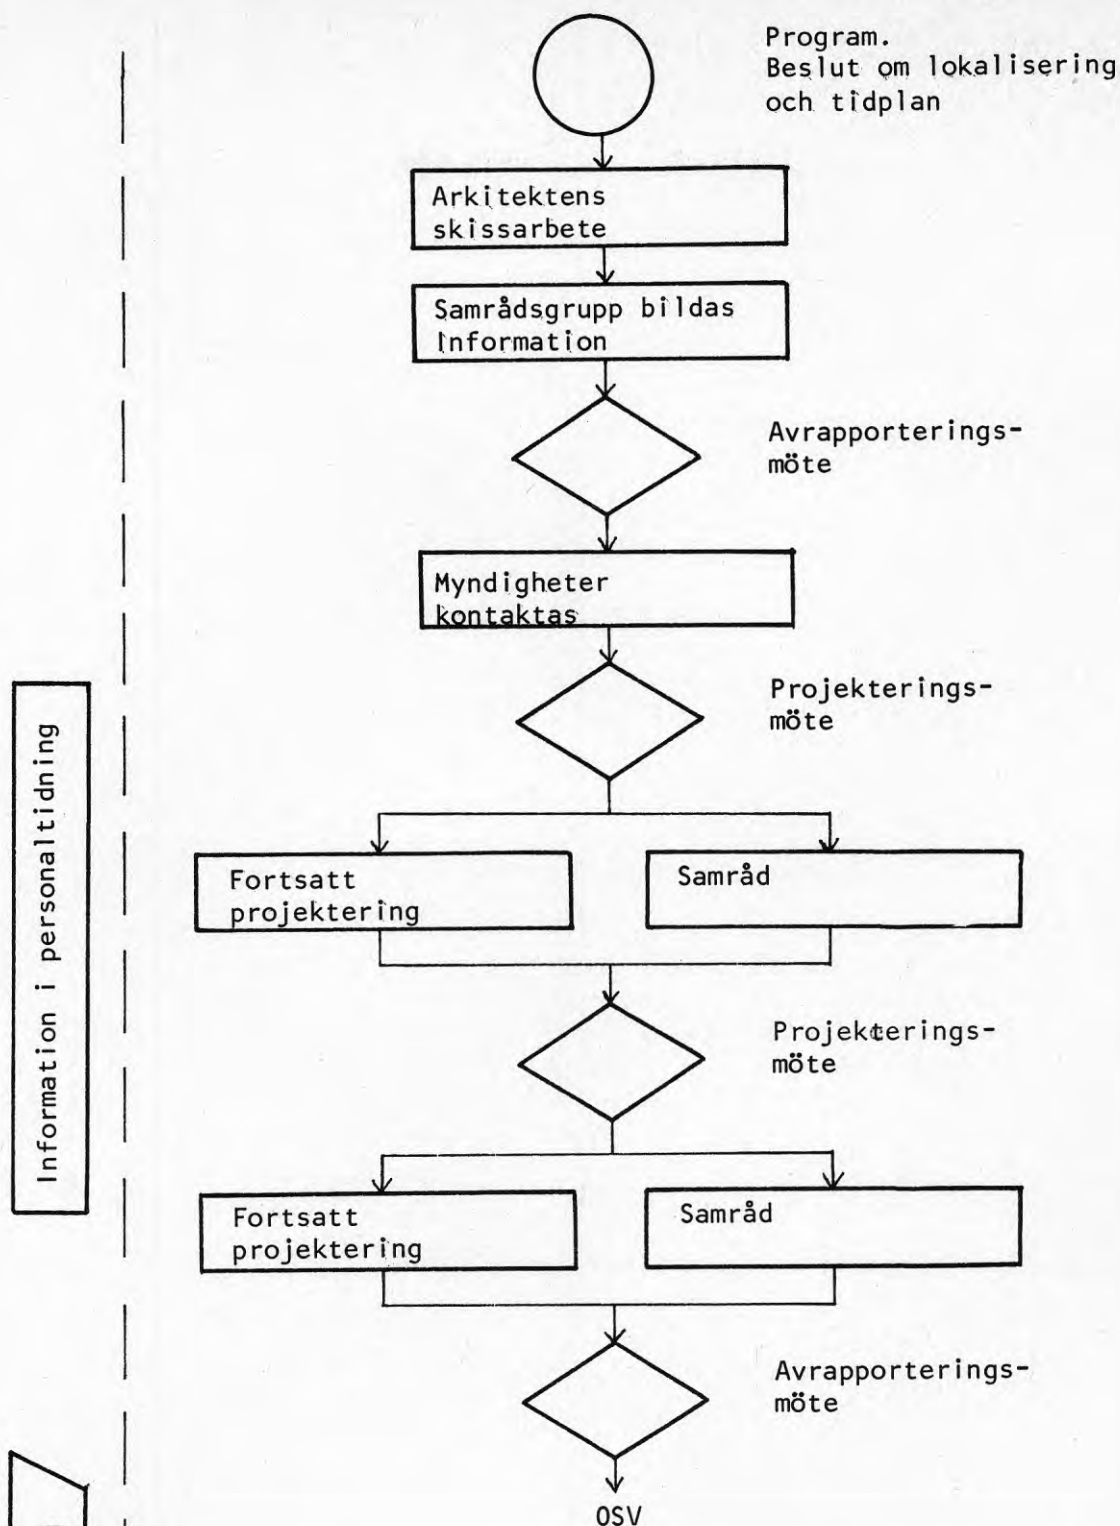 Program.
Beslut om lokalisering
och tidplan
Arkitektens
skissarbete
Samrådsgrupp bildas
Information
Avrapporterings-
möte
Myndigheter
kontaktas
Projekterings-
möte
Information i personaltidning
Fortsatt
projektering
Samråd
Projekterings-
möte
Fortsatt
projektering
Samråd
Avrapporterings-
möte
OSV